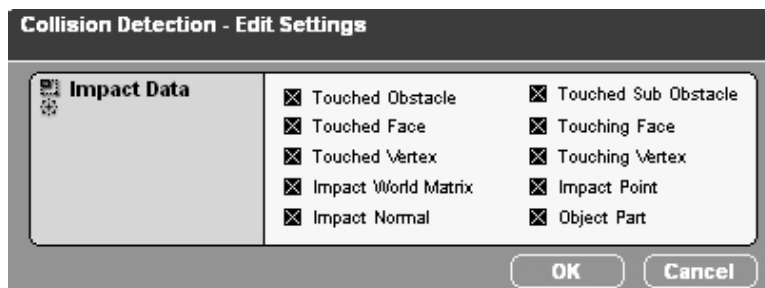 Collision Detection - Edit Settings
Impact Data
Touched Obstacle
Touched Sub Obstacle
Touched Face
Touching Face
Touched Vertex
Touching Vertex
Impact World Matrix
Impact Point
Impact Normal
Object Part
OK
Cancel